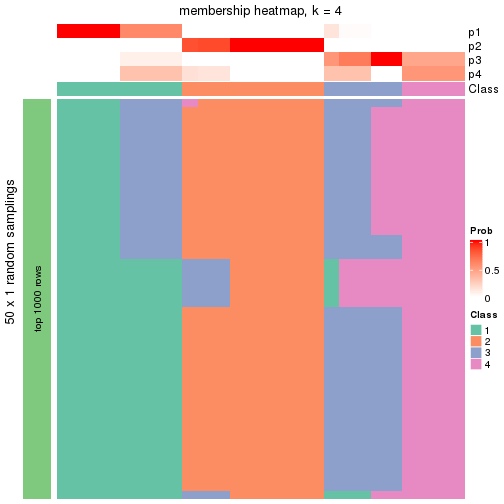 membership heatmap, k = 4
p1
p2
p3
p4
Class
50 x 1 random samplings
top 1000 rows
Prob
1
0.5
0
Class
1
2
3
4